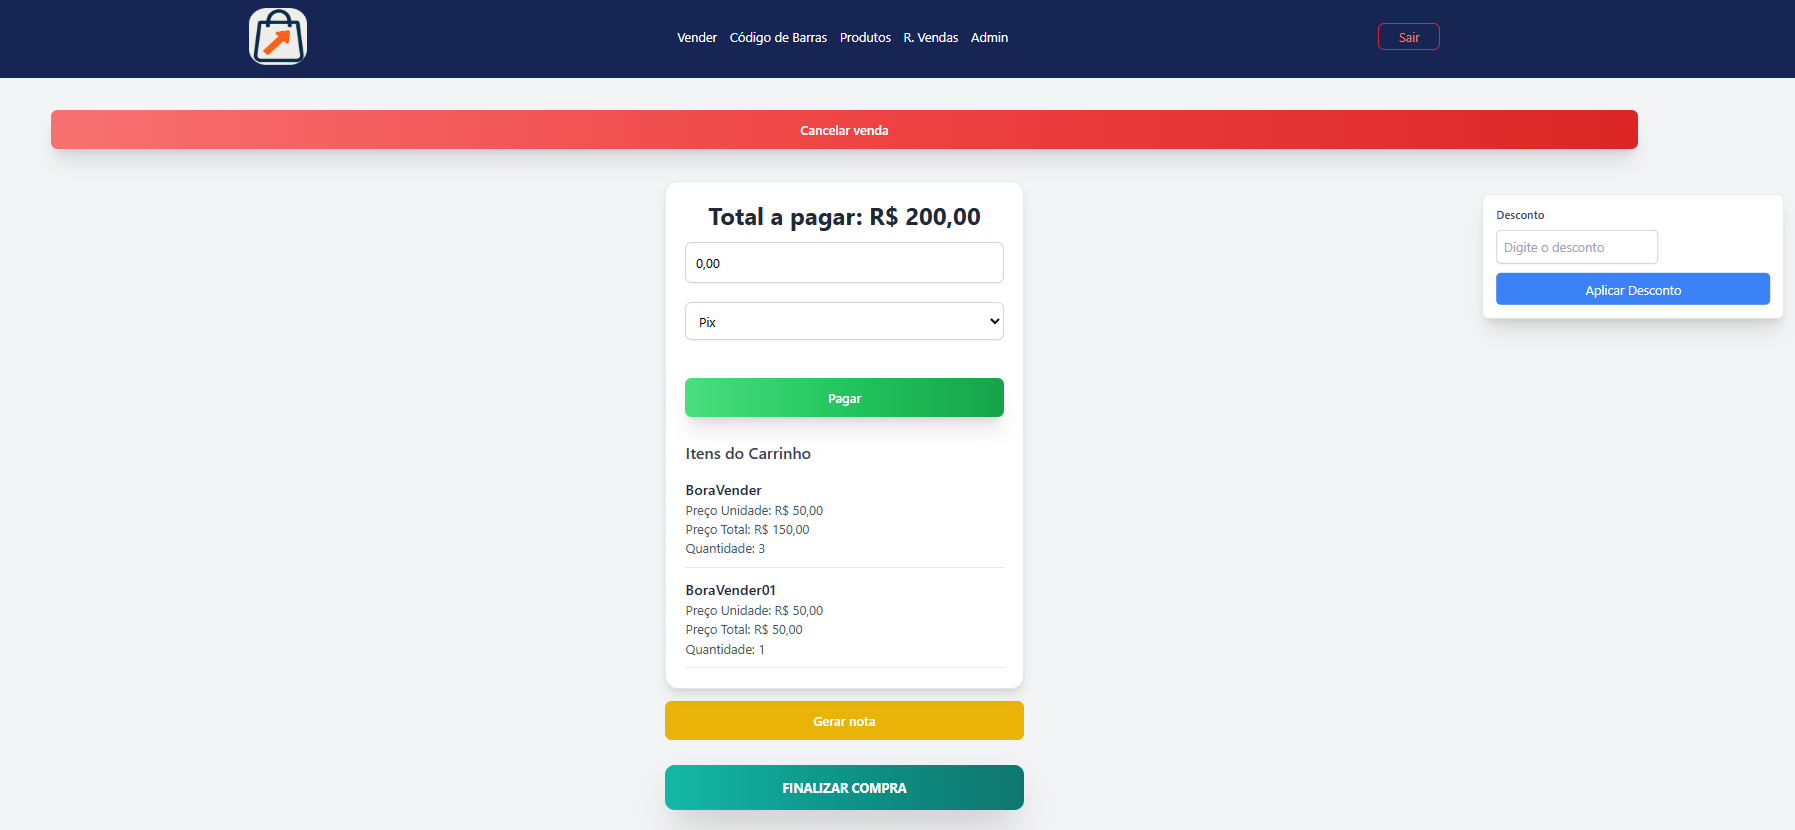 Vender Código de Barras Produtos R. Vendas Admin
Sair
Cancelar venda
Total a pagar: R$ 200,00
0,00
Pix
Pagar
Itens do Carrinho
BoraVender
Preço Unidade: R$ 50,00
Preço Total: R$ 150,00
Quantidade: 3
BoraVender01
Preço Unidade: R$ 50,00
Preço Total: R$ 50,00
Quantidade: 1
Gerar nota
FINALIZAR COMPRA
Desconto
Digite o desconto
Aplicar Desconto